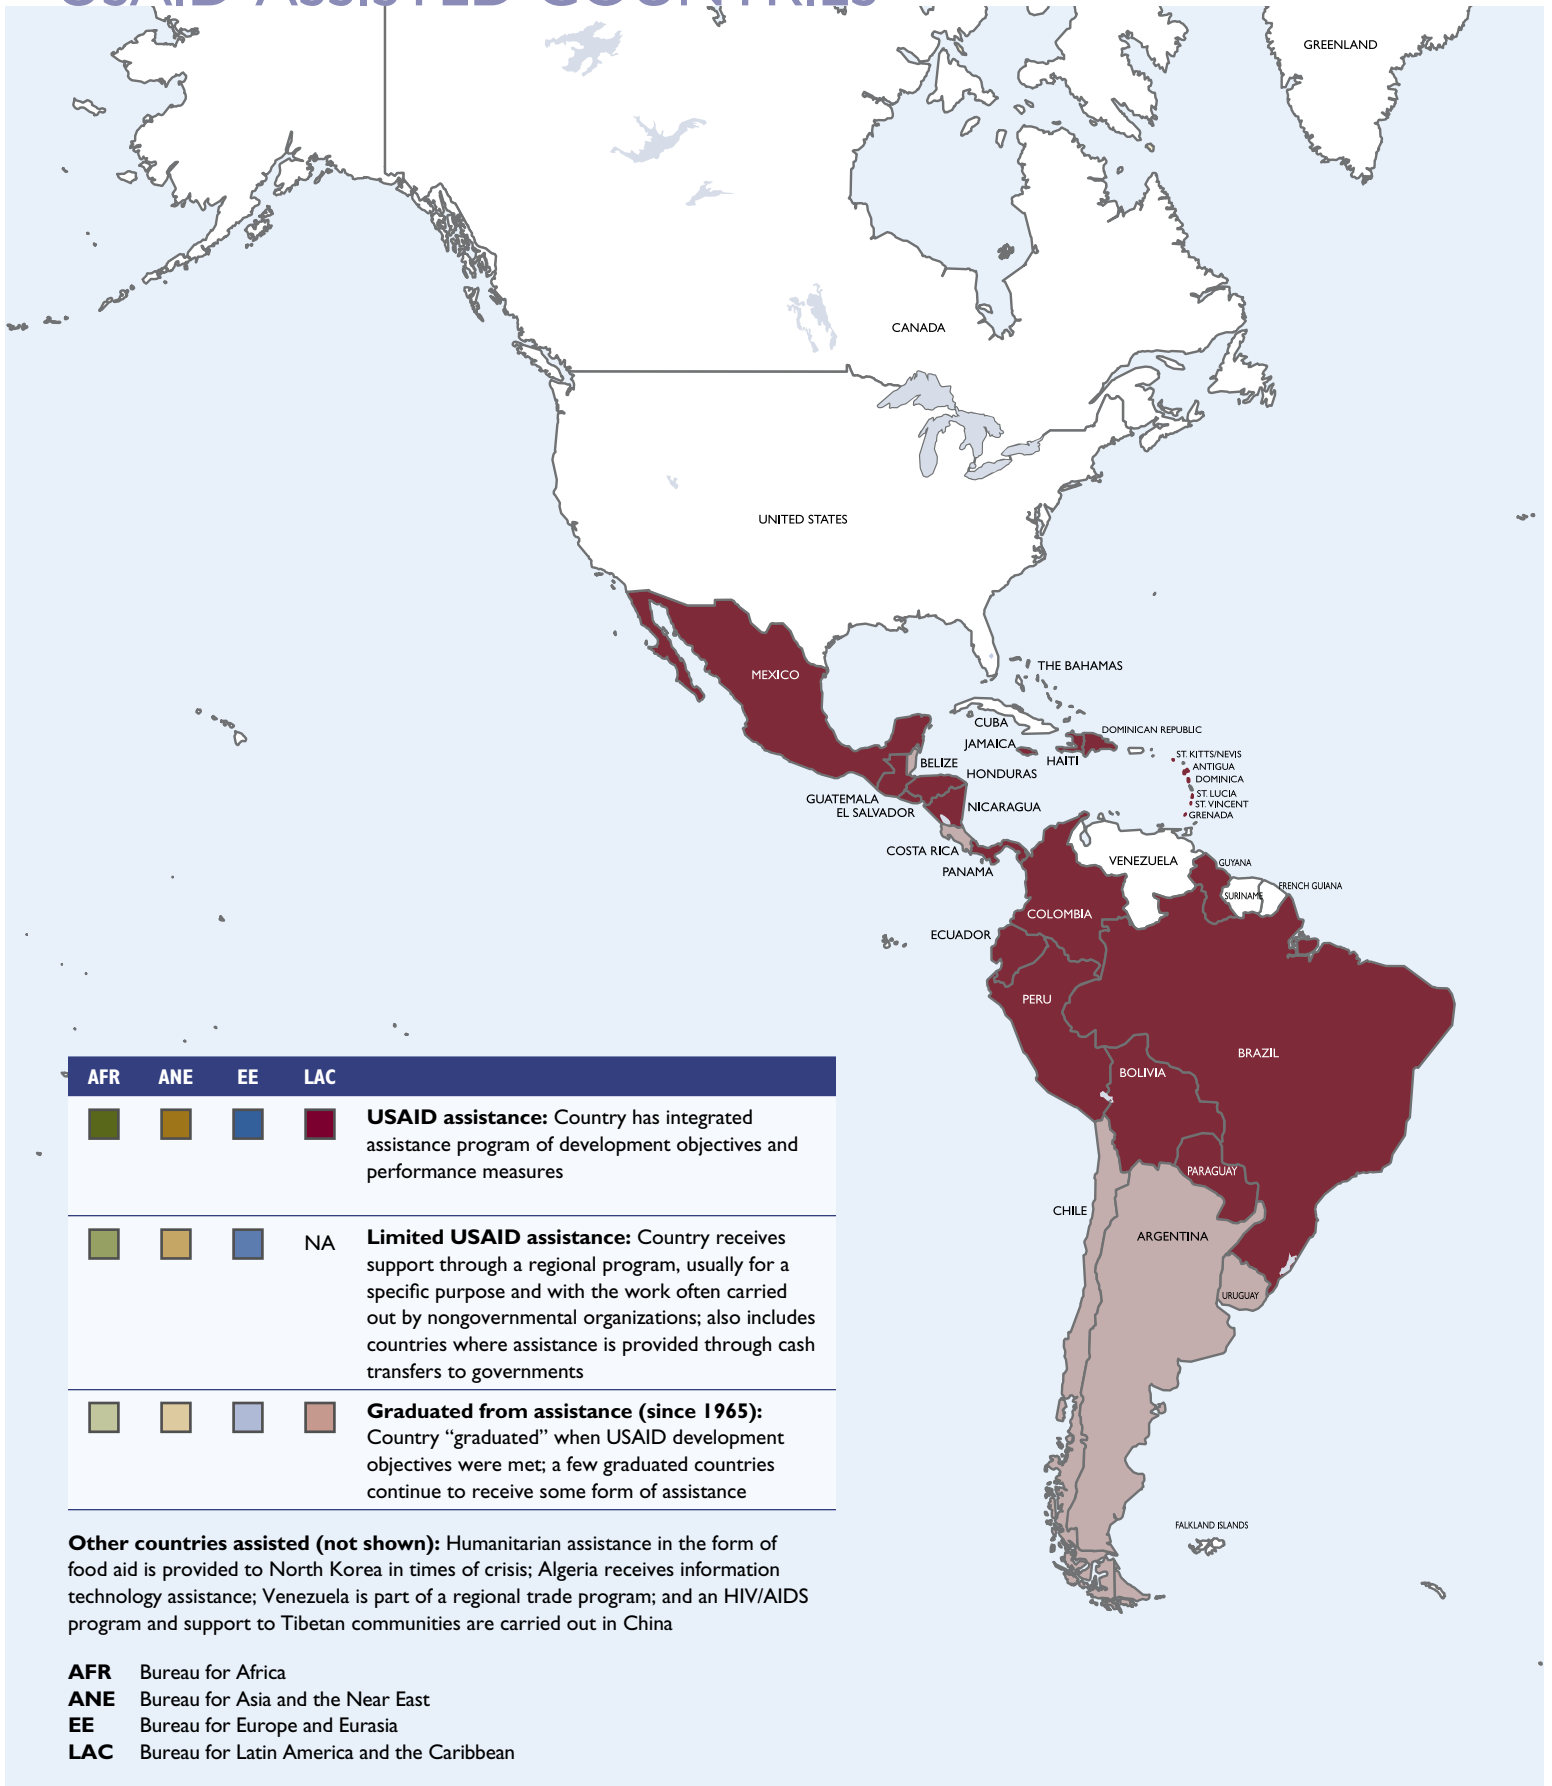 USAID ASSISTED COUNTRIES
GREENLAND
CANADA
UNITED STATES
MEXICO
THE BAHAMAS
CUBA
DOMINICAN REPUBLIC
JAMAICA
HAITI
BELIZE
HONDURAS
ST. KITTS/NEVIS
ANTIGUA
DOMINICA
ST. LUCIA
ST. VINCENT
GRENADA
GUATEMALA
EL SALVADOR
NICARAGUA
COSTA RICA
PANAMA
VENEZUELA
GUYANA
SURINAME
FRENCH GUIANA
COLOMBIA
ECUADOR
PERU
BRAZIL
BOLIVIA
PARAGUAY
CHILE
ARGENTINA
URUGUAY
FALKLAND ISLANDS
AFR ANE EE LAC
USAID assistance: Country has integrated
assistance program of development objectives and
performance measures
NA
Limited USAID assistance: Country receives
support through a regional program, usually for a
specific purpose and with the work often carried
out by nongovernmental organizations; also includes
countries where assistance is provided through cash
transfers to governments
Graduated from assistance (since 1965):
Country “graduated” when USAID development
objectives were met; a few graduated countries
continue to receive some form of assistance
Other countries assisted (not shown): Humanitarian assistance in the form of
food aid is provided to North Korea in times of crisis; Algeria receives information
technology assistance; Venezuela is part of a regional trade program; and an HIV/AIDS
program and support to Tibetan communities are carried out in China
AFR Bureau for Africa
ANE Bureau for Asia and the Near East
EE Bureau for Europe and Eurasia
LAC Bureau for Latin America and the Caribbean